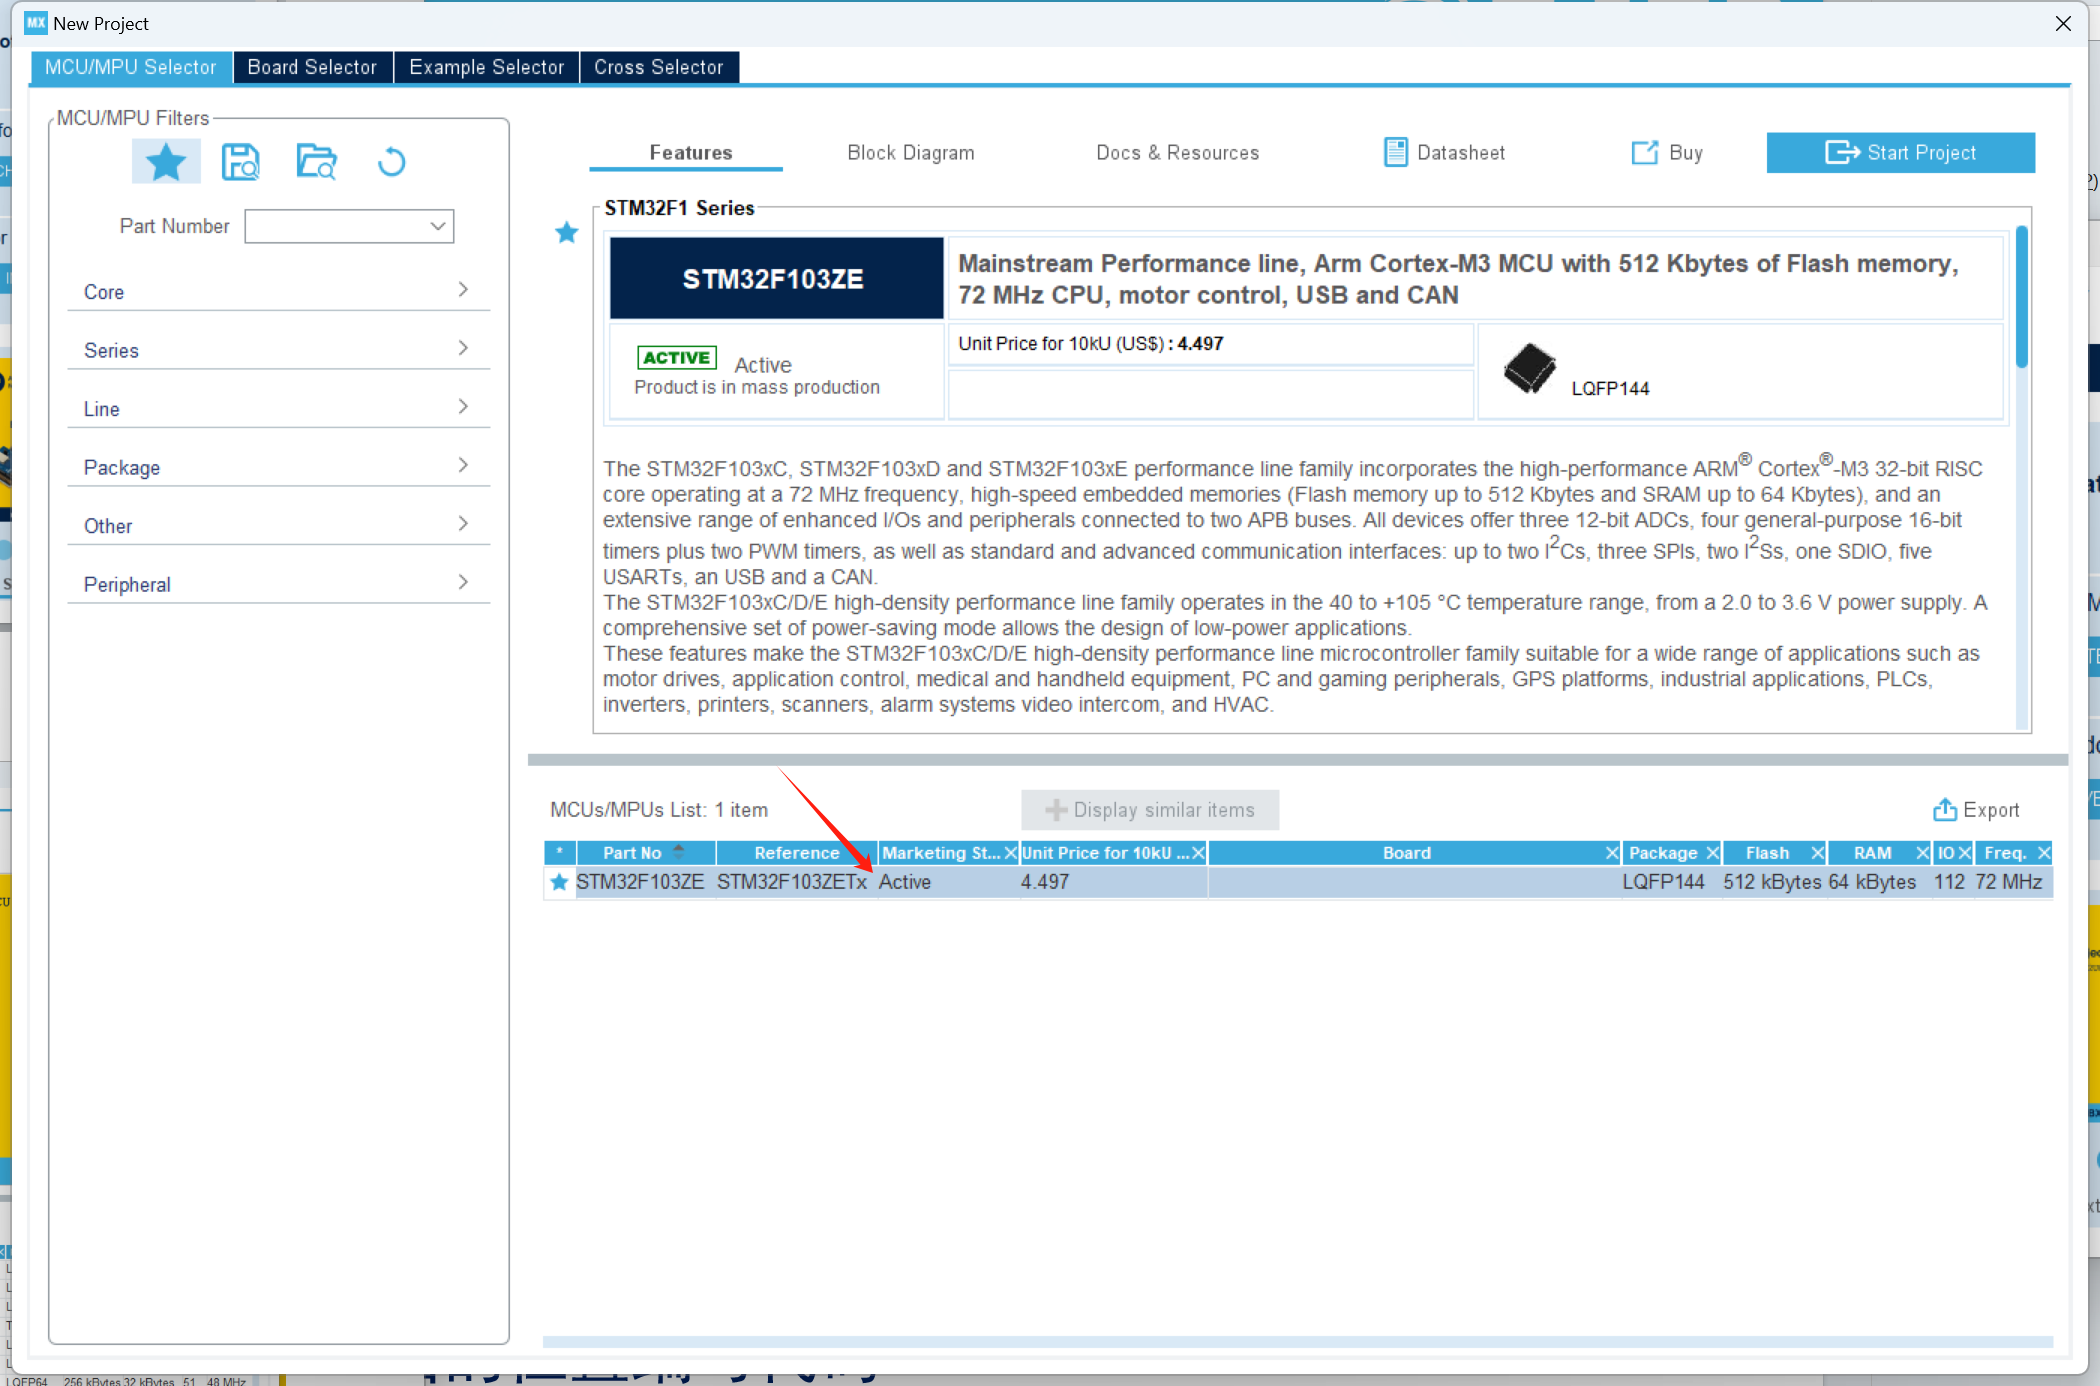 MX New Project
MCU/MPU Selector Board Selector Example Selector Cross Selector
MCU/MPU Filters
Part Number
Core
Series
Line
Package
Other
Peripheral
Features Block Diagram Docs & Resources Datasheet Buy Start Project
STM32F1 Series
STM32F103ZE
Mainstream Performance line, Arm Cortex-M3 MCU with 512 Kbytes of Flash memory,
72 MHz CPU, motor control, USB and CAN
ACTIVE Active
Product is in mass production
Unit Price for 10kU (US$) : 4.497
LQFP144
The STM32F103xC, STM32F103xD and STM32F103xE performance line family incorporates the high-performance ARM® Cortex®-M3 32-bit RISC
core operating at a 72 MHz frequency, high-speed embedded memories (Flash memory up to 512 Kbytes and SRAM up to 64 Kbytes), and an
extensive range of enhanced I/Os and peripherals connected to two APB buses. All devices offer three 12-bit ADCs, four general-purpose 16-bit
timers plus two PWM timers, as well as standard and advanced communication interfaces: up to two I²Cs, three SPIs, two I²Ss, one SDIO, five
USARTs, an USB and a CAN.
The STM32F103xC/D/E high-density performance line family operates in the 40 to +105 °C temperature range, from a 2.0 to 3.6 V power supply. A
comprehensive set of power-saving mode allows the design of low-power applications.
These features make the STM32F103xC/D/E high-density performance line microcontroller family suitable for a wide range of applications such as
motor drives, application control, medical and handheld equipment, PC and gaming peripherals, GPS platforms, industrial applications, PLCs,
inverters, printers, scanners, alarm systems video intercom, and HVAC.
MCUs/MPUs List: 1 item Display similar items Export
* Part No Reference Marketing St... Unit Price for 10kU ... Board Package Flash RAM IO Freq.
STM32F103ZE STM32F103ZETx Active 4.497 LQFP144 512 kBytes 64 kBytes 112 72 MHz
LQFP64 256 kBytes 32 kBytes 51 48 MHz